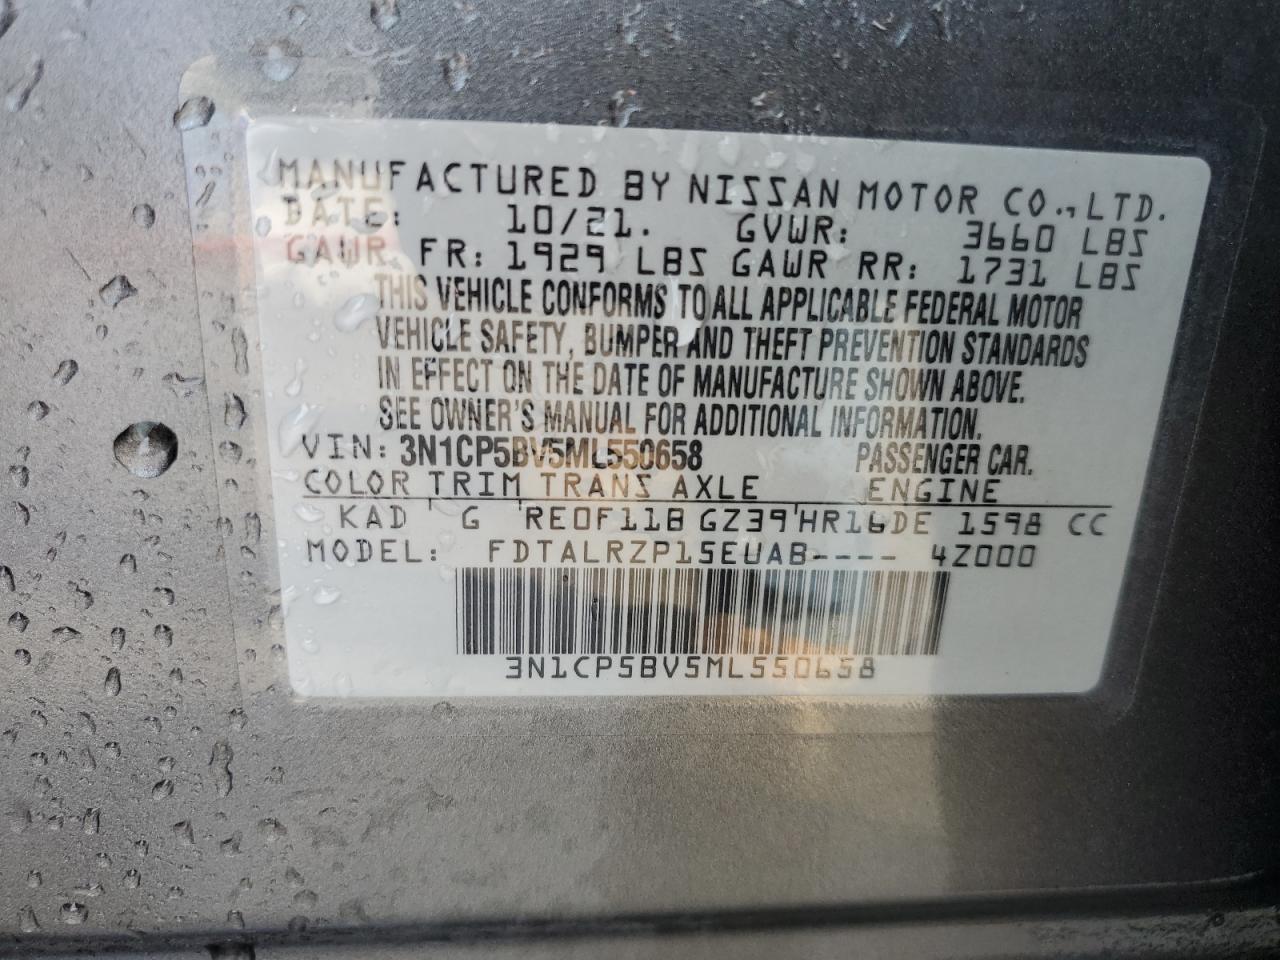 MANUFACTURED BY NISSAN MOTOR CO., LTD.
DATE: 10/21. GVWR: 3660 LBS
GAWR FR: 1929 LBS GAWR RR: 1731 LBS
THIS VEHICLE CONFORMS TO ALL APPLICABLE FEDERAL MOTOR
VEHICLE SAFETY, BUMPER AND THEFT PREVENTION STANDARDS
IN EFFECT ON THE DATE OF MANUFACTURE SHOWN ABOVE.
SEE OWNER'S MANUAL FOR ADDITIONAL INFORMATION.
VIN: 3N1CP5BV5ML550658 PASSENGER CAR.
COLOR TRIM TRANS AXLE ENGINE
KAD G RE0F11B GZ39 HR16DE 1598 CC
MODEL: FDTALRZP15EUAB---- 4Z000
3N1CP5BV5ML550658